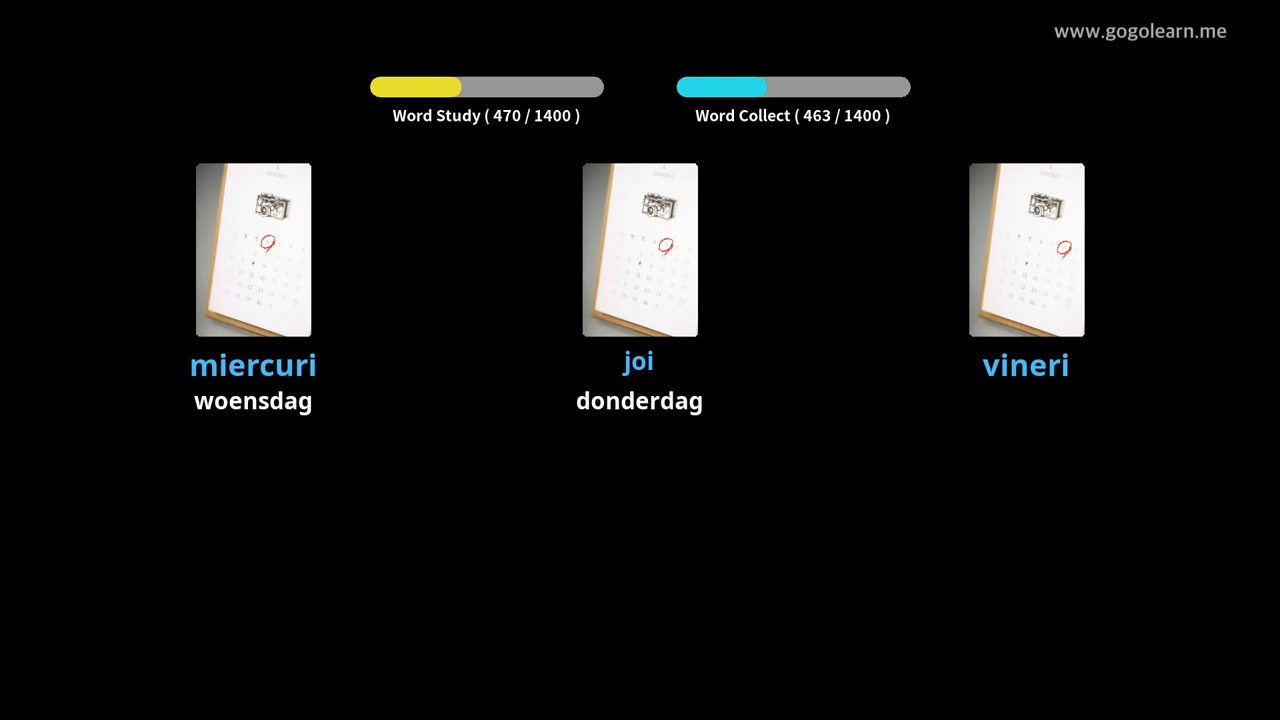 www.gogolearn.me
Word Study ( 470 / 1400 )
Word Collect ( 463 / 1400 )
miercuri
joi
vineri
woensdag
donderdag